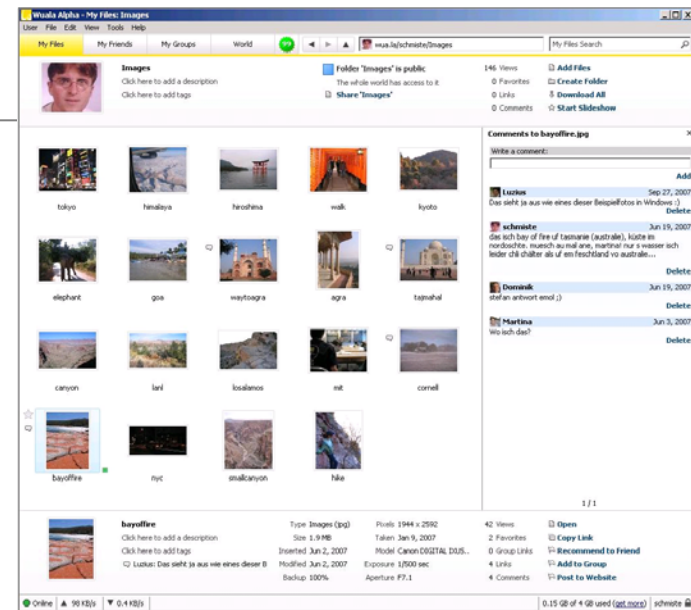 Wuala Alpha - My Files: Images
User File Edit View Tools Help
My Files My Friends My Groups World 99 wua.la/schmiste/Images My Files Search
Images
Click here to add a description
Click here to add tags
Folder 'Images' is public
The whole world has access to it
Share 'Images'
146 Views
0 Favorites
0 Links
0 Comments
Add Files
Create Folder
Download All
Start Slideshow
tokyo himalaya hiroshima walk kyoto
elephant goa waytoagra agra tajmahal
canyon lanl losalamos mit cornell
bayoffire nyc smallcanyon hike
Comments to bayoffire.jpg
Write a comment:
Add
Luzius Sep 27, 2007
Das sieht ja aus wie eines dieser Beispielfotos in Windows :)
Delete
schmiste Jun 19, 2007
das isch bay of fire uf tasmanie (australie), küste im
nordoschte. muesch au mal ane, martina! nur s wasser isch
leider chli chälter als uf em feschtland vo australie...
Delete
Dominik Jun 19, 2007
stefan antwort emol ;)
Delete
Martina Jun 3, 2007
Wo isch das?
Delete
1 / 1
bayoffire
Click here to add a description
Click here to add tags
Luzius: Das sieht ja aus wie eines dieser B
Type Images (jpg)
Size 1.9 MB
Inserted Jun 2, 2007
Modified Jun 2, 2007
Backup 100%
Pixels 1944 x 2592
Taken Jan 9, 2007
Model Canon DIGITAL IXUS..
Exposure 1/500 sec
Aperture F7.1
42 Views
2 Favorites
0 Group Links
4 Links
4 Comments
Open
Copy Link
Recommend to Friend
Add to Group
Post to Website
Online 98 KB/s 0.4 KB/s 0.15 GB of 4 GB used (get more) schmiste